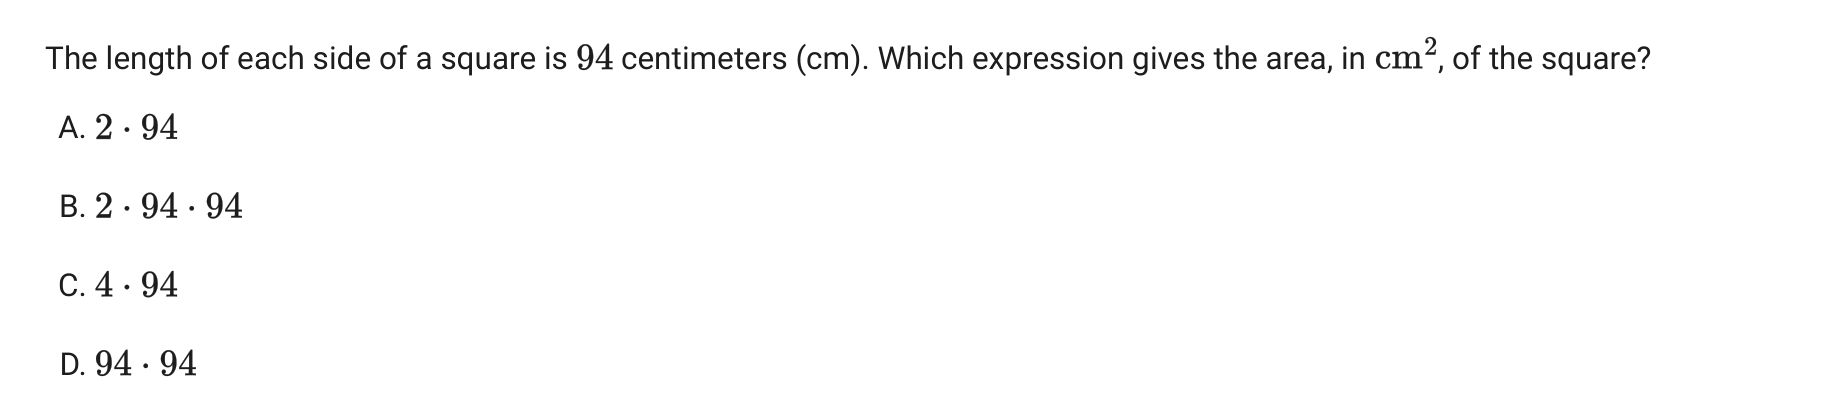 The length of each side of a square is 94 centimeters (cm). Which expression gives the area, in cm², of the square?
A. 2 · 94
B. 2 · 94 · 94
C. 4 · 94
D. 94 · 94